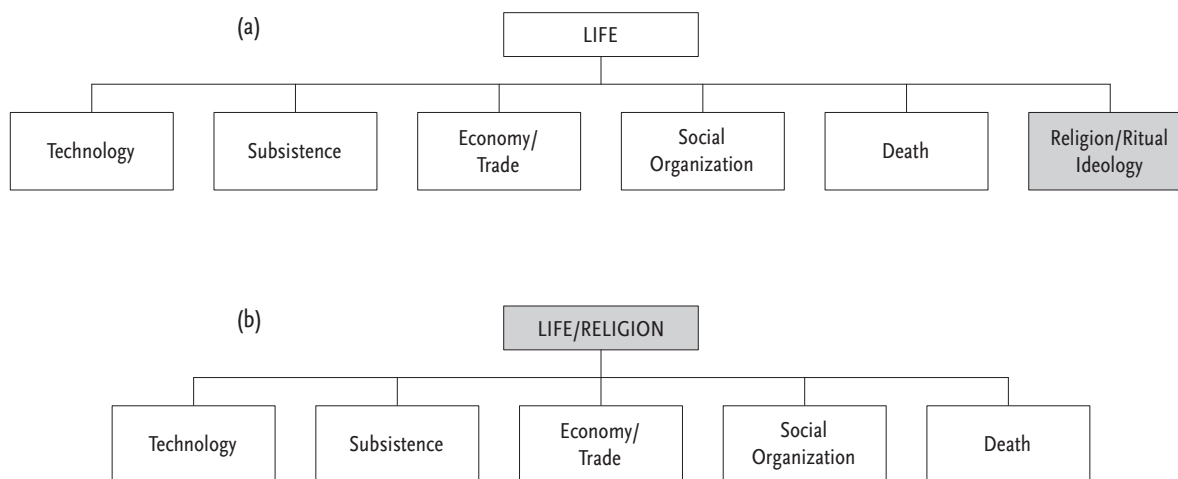 (a)
LIFE
Technology
Subsistence
Economy/
Trade
Social
Organization
Death
Religion/Ritual
Ideology
(b)
LIFE/RELIGION
Technology
Subsistence
Economy/
Trade
Social
Organization
Death